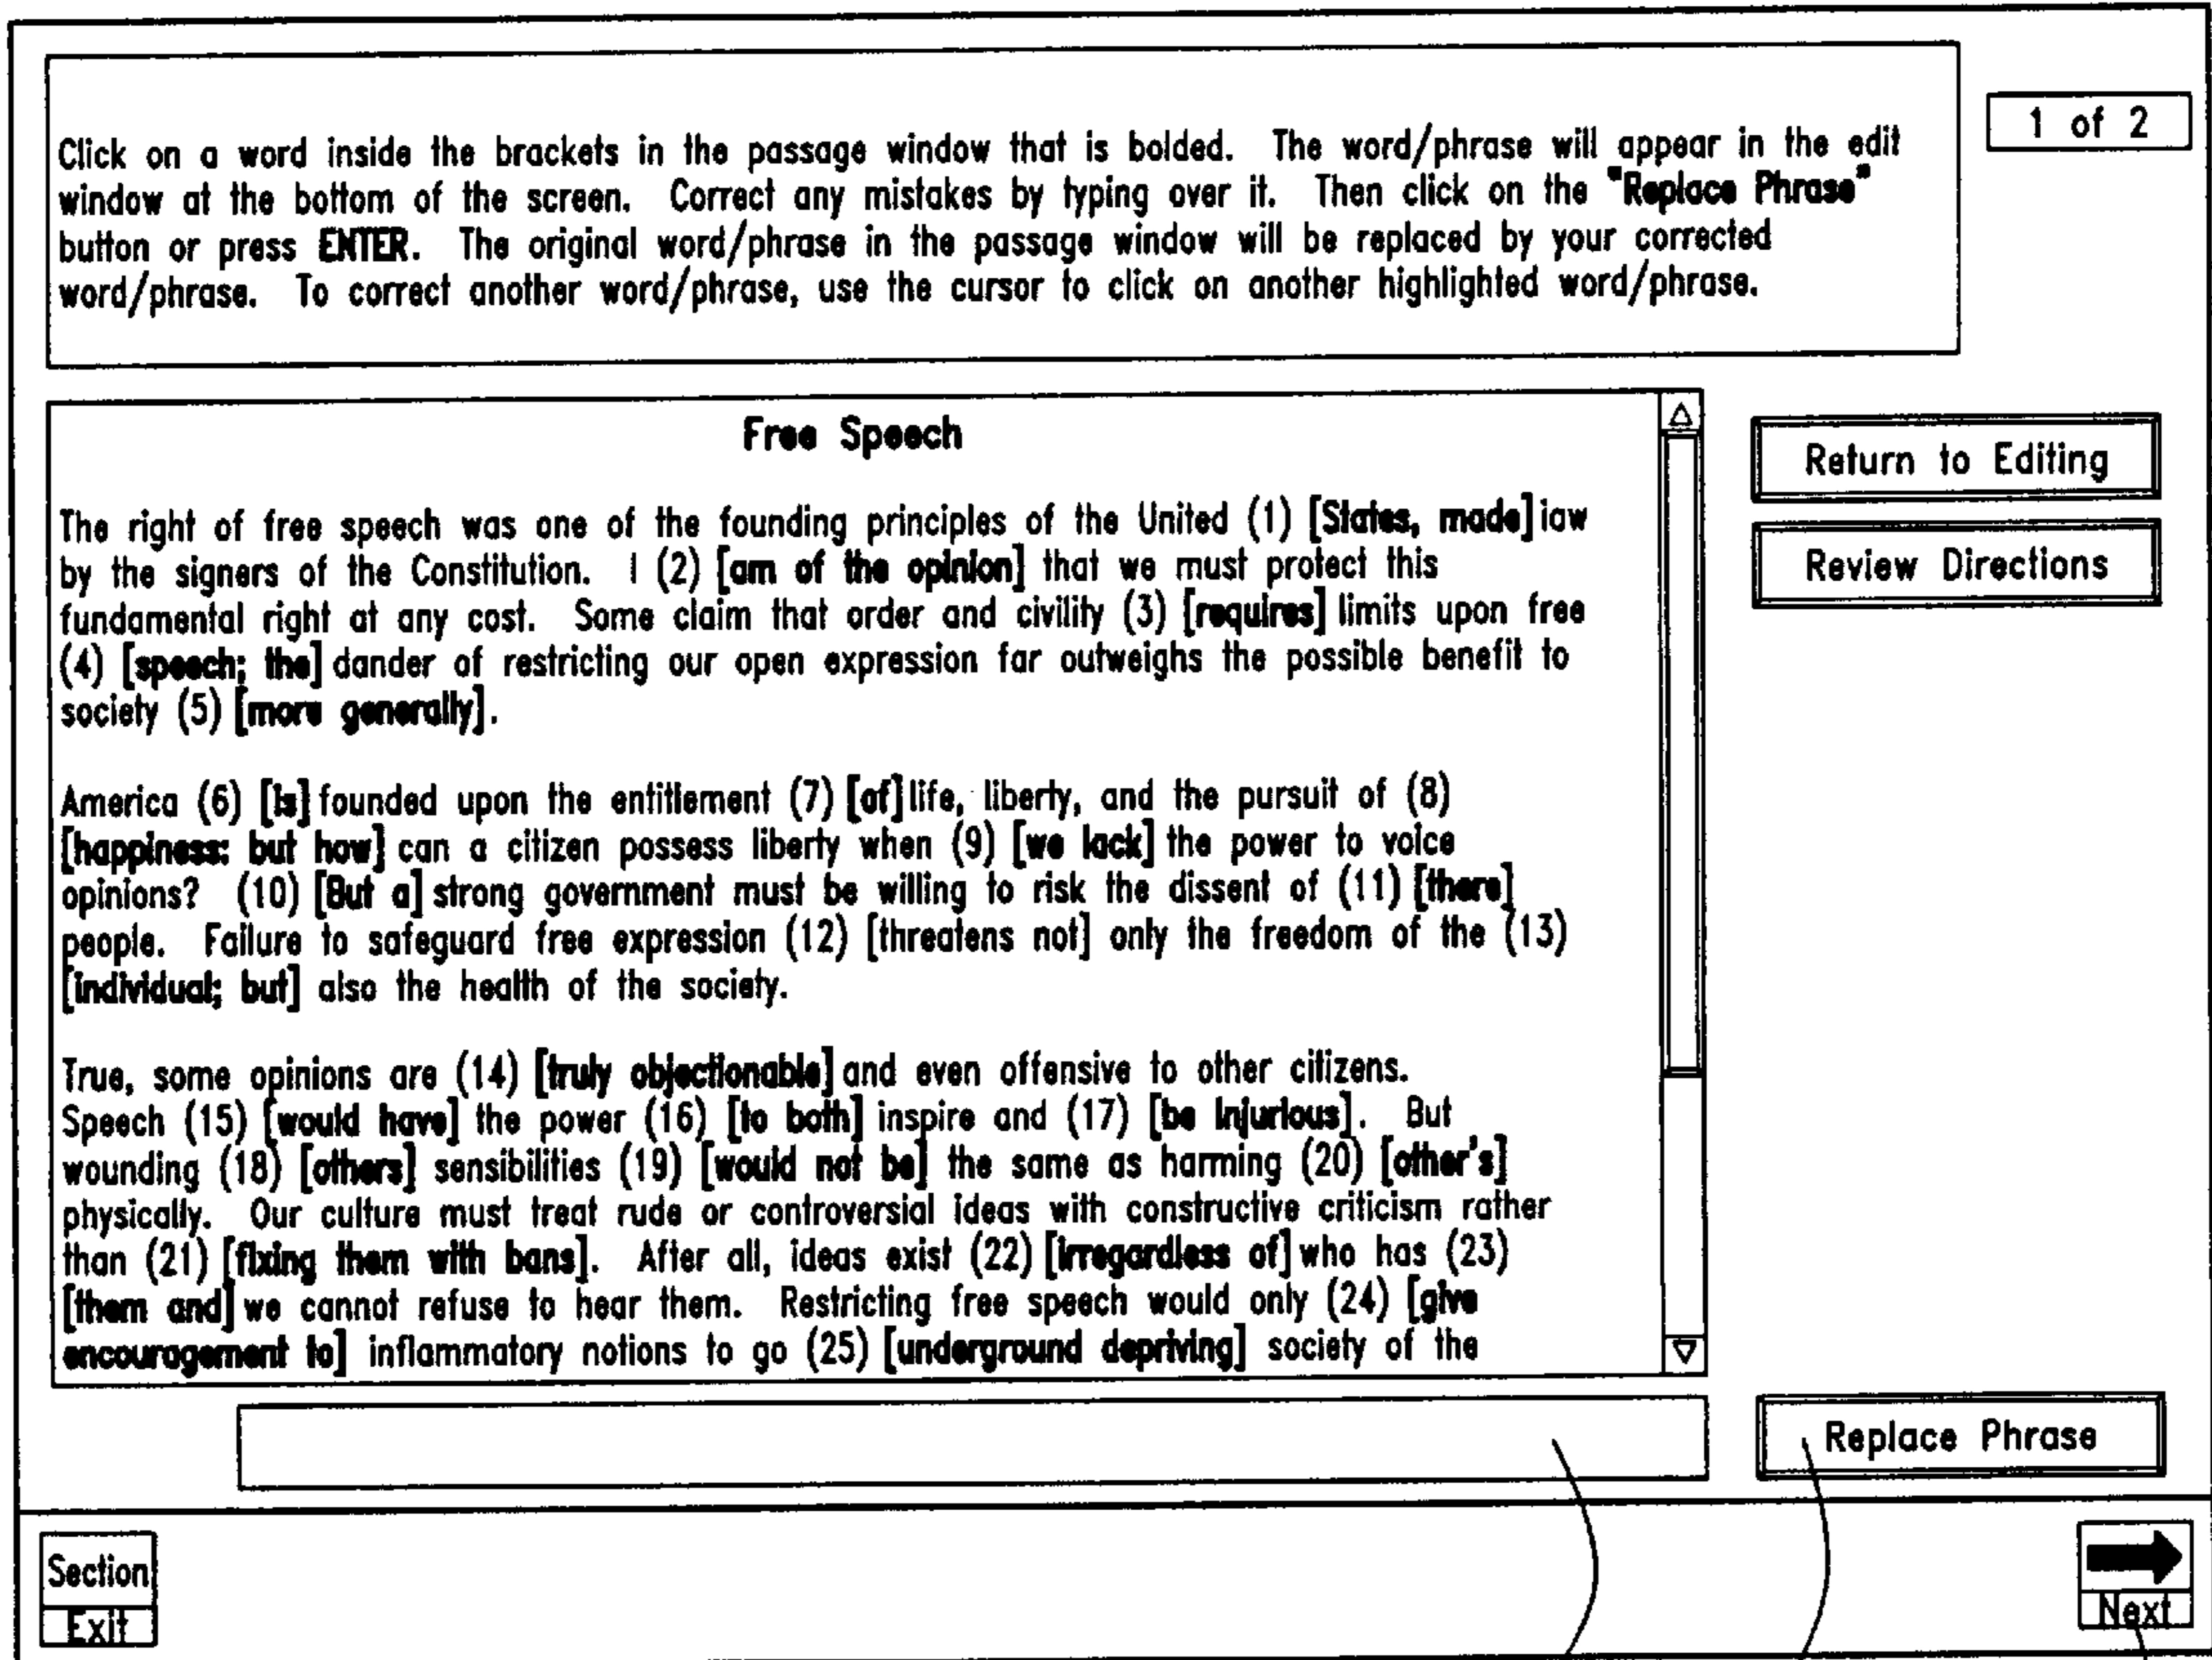 Click on a word inside the brackets in the passage window that is bolded. The word/phrase will appear in the edit
window at the bottom of the screen. Correct any mistakes by typing over it. Then click on the "Replace Phrase"
button or press ENTER. The original word/phrase in the passage window will be replaced by your corrected
word/phrase. To correct another word/phrase, use the cursor to click on another highlighted word/phrase.
1 of 2
Free Speech
The right of free speech was one of the founding principles of the United (1) [States, made] iaw
by the signers of the Constitution. I (2) [am of the opinion] that we must protect this
fundamental right at any cost. Some claim that order and civility (3) [requires] limits upon free
(4) [speech; the] dander of restricting our open expression far outweighs the possible benefit to
society (5) [more generally].
America (6) [is] founded upon the entitlement (7) [of] life, liberty, and the pursuit of (8)
[happiness: but how] can a citizen possess liberty when (9) [we lack] the power to voice
opinions? (10) [But a] strong government must be willing to risk the dissent of (11) [there]
people. Failure to safeguard free expression (12) [threatens not] only the freedom of the (13)
[individual; but] also the health of the society.
True, some opinions are (14) [truly objectionable] and even offensive to other citizens.
Speech (15) [would have] the power (16) [to both] inspire and (17) [be injurious]. But
wounding (18) [others] sensibilities (19) [would not be] the same as harming (20) [other's]
physically. Our culture must treat rude or controversial ideas with constructive criticism rather
than (21) [fixing them with bans]. After all, ideas exist (22) [irregardless of] who has (23)
[them and] we cannot refuse to hear them. Restricting free speech would only (24) [give
encouragement to] inflammatory notions to go (25) [underground depriving] society of the
Return to Editing
Review Directions
Replace Phrase
Section
Exit
Next